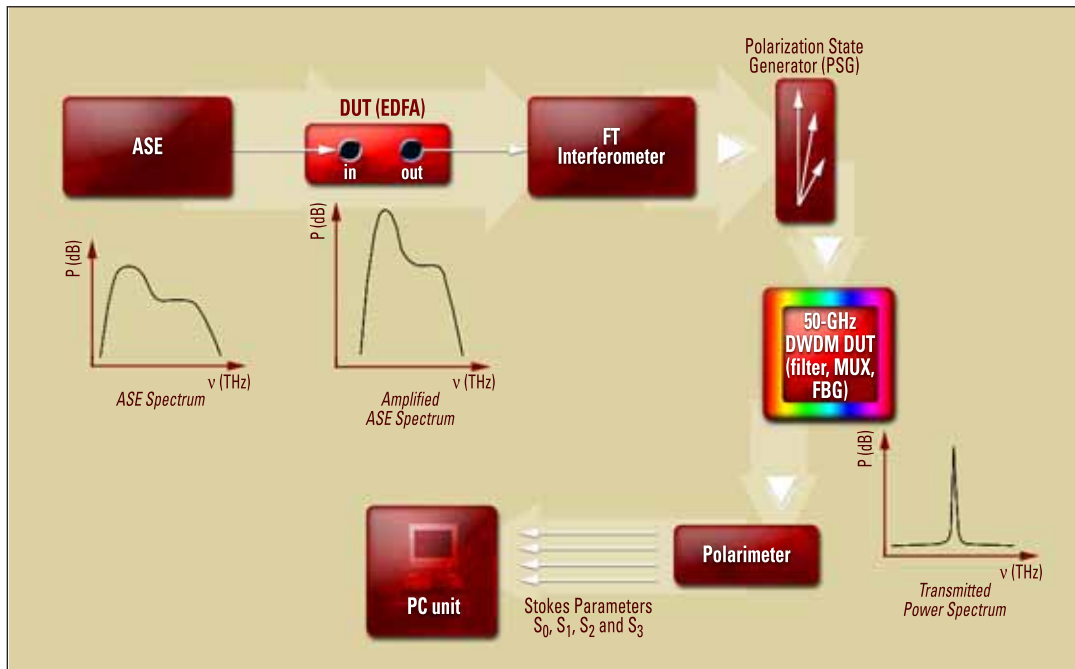 Polarization State
Generator (PSG)
ASE
DUT (EDFA)
in
out
FT
Interferometer
P (dB)
ν (THz)
ASE Spectrum
P (dB)
ν (THz)
Amplified
ASE Spectrum
50-GHz
DWDM DUT
(filter, MUX,
FBG)
P (dB)
ν (THz)
Transmitted
Power Spectrum
Polarimeter
PC unit
Stokes Parameters
S₀, S₁, S₂ and S₃